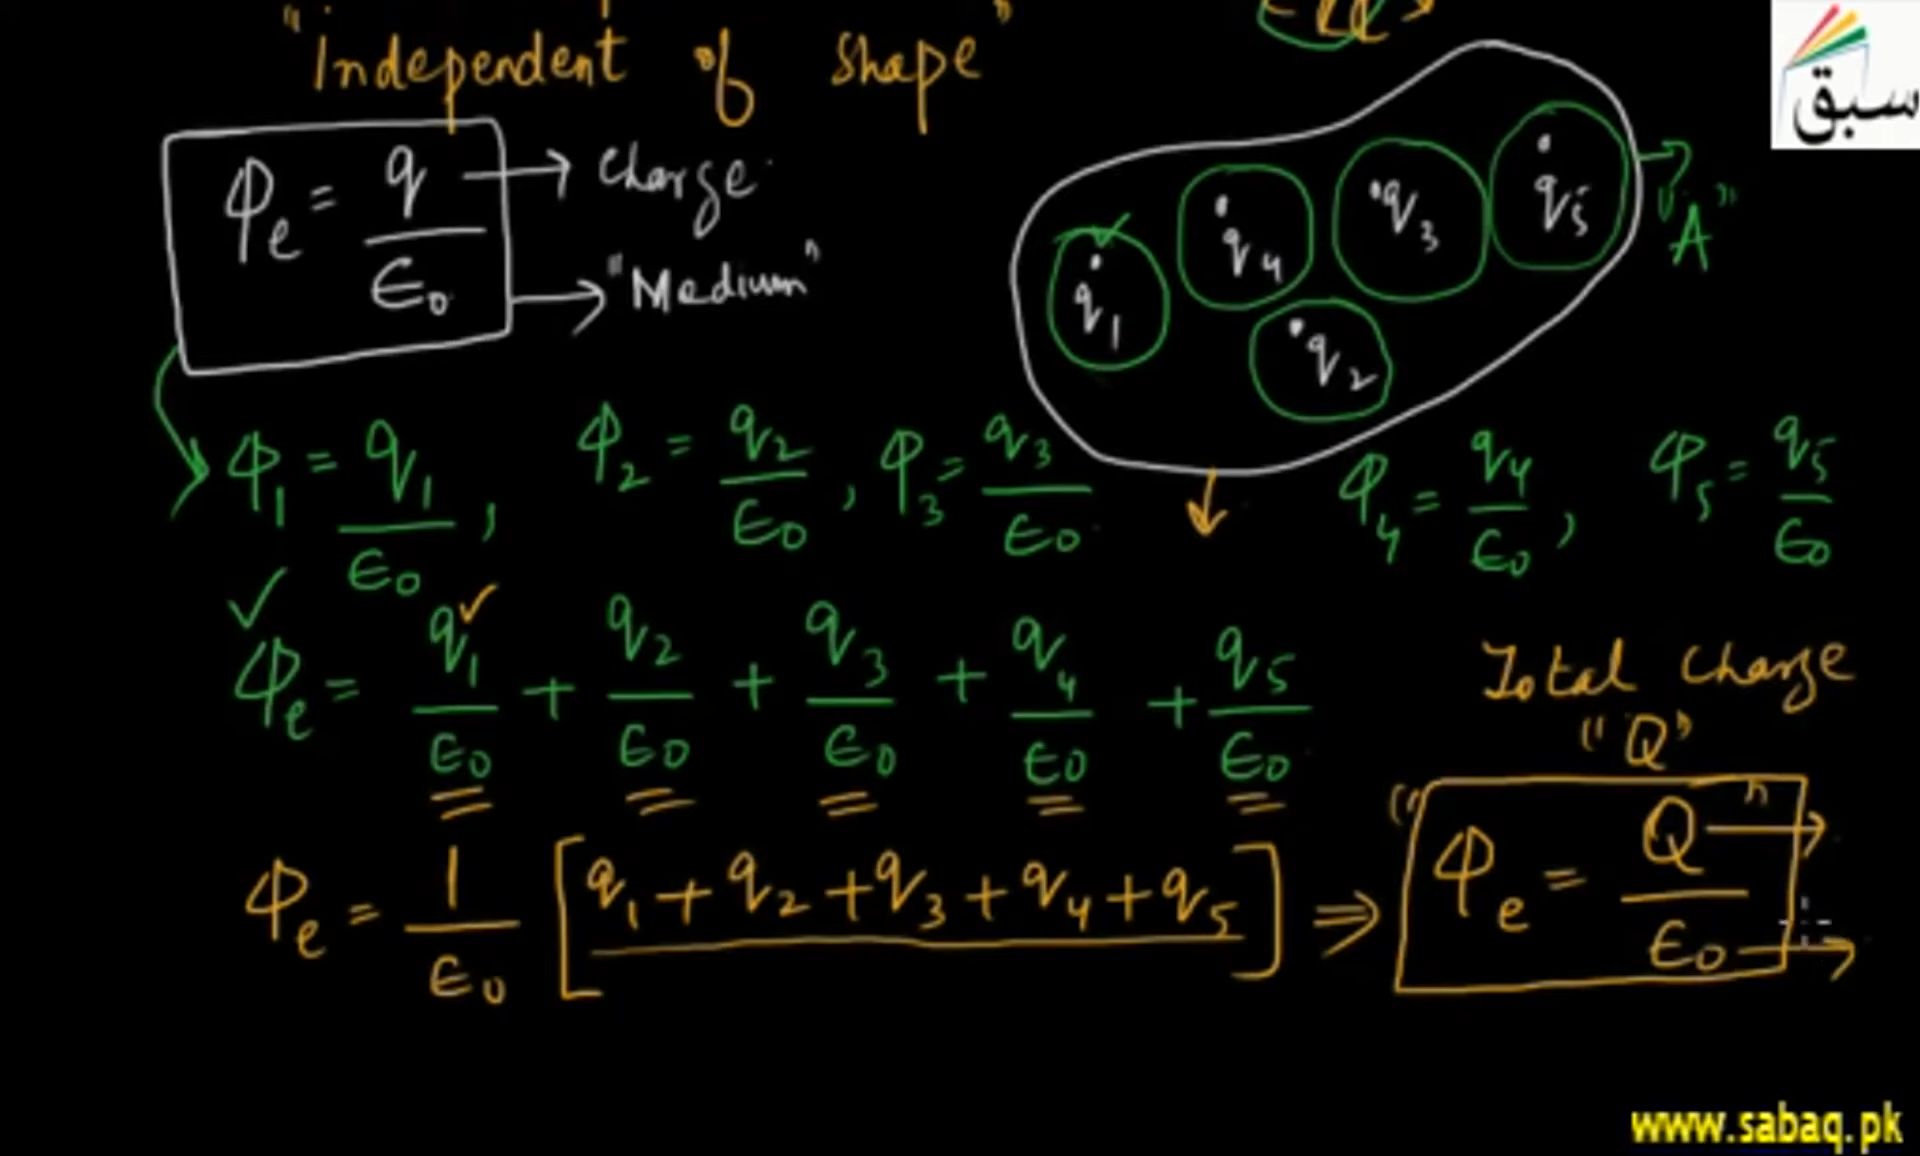 "Independent of Shape"
سبق
Φe = q/ε0
→ Charge
→ "Medium"
q1
q4
q3
q5
q2
"A"
Φ1 = q1/ε0, Φ2 = q2/ε0, Φ3 = q3/ε0
Φ4 = q4/ε0, Φ5 = q5/ε0
✓
Φe = q1/ε0 + q2/ε0 + q3/ε0 + q4/ε0 + q5/ε0
Total Charge
"Q"
Φe = 1/ε0 [q1 + q2 + q3 + q4 + q5] ⇒ "Φe = Q/ε0"
www.sabaq.pk